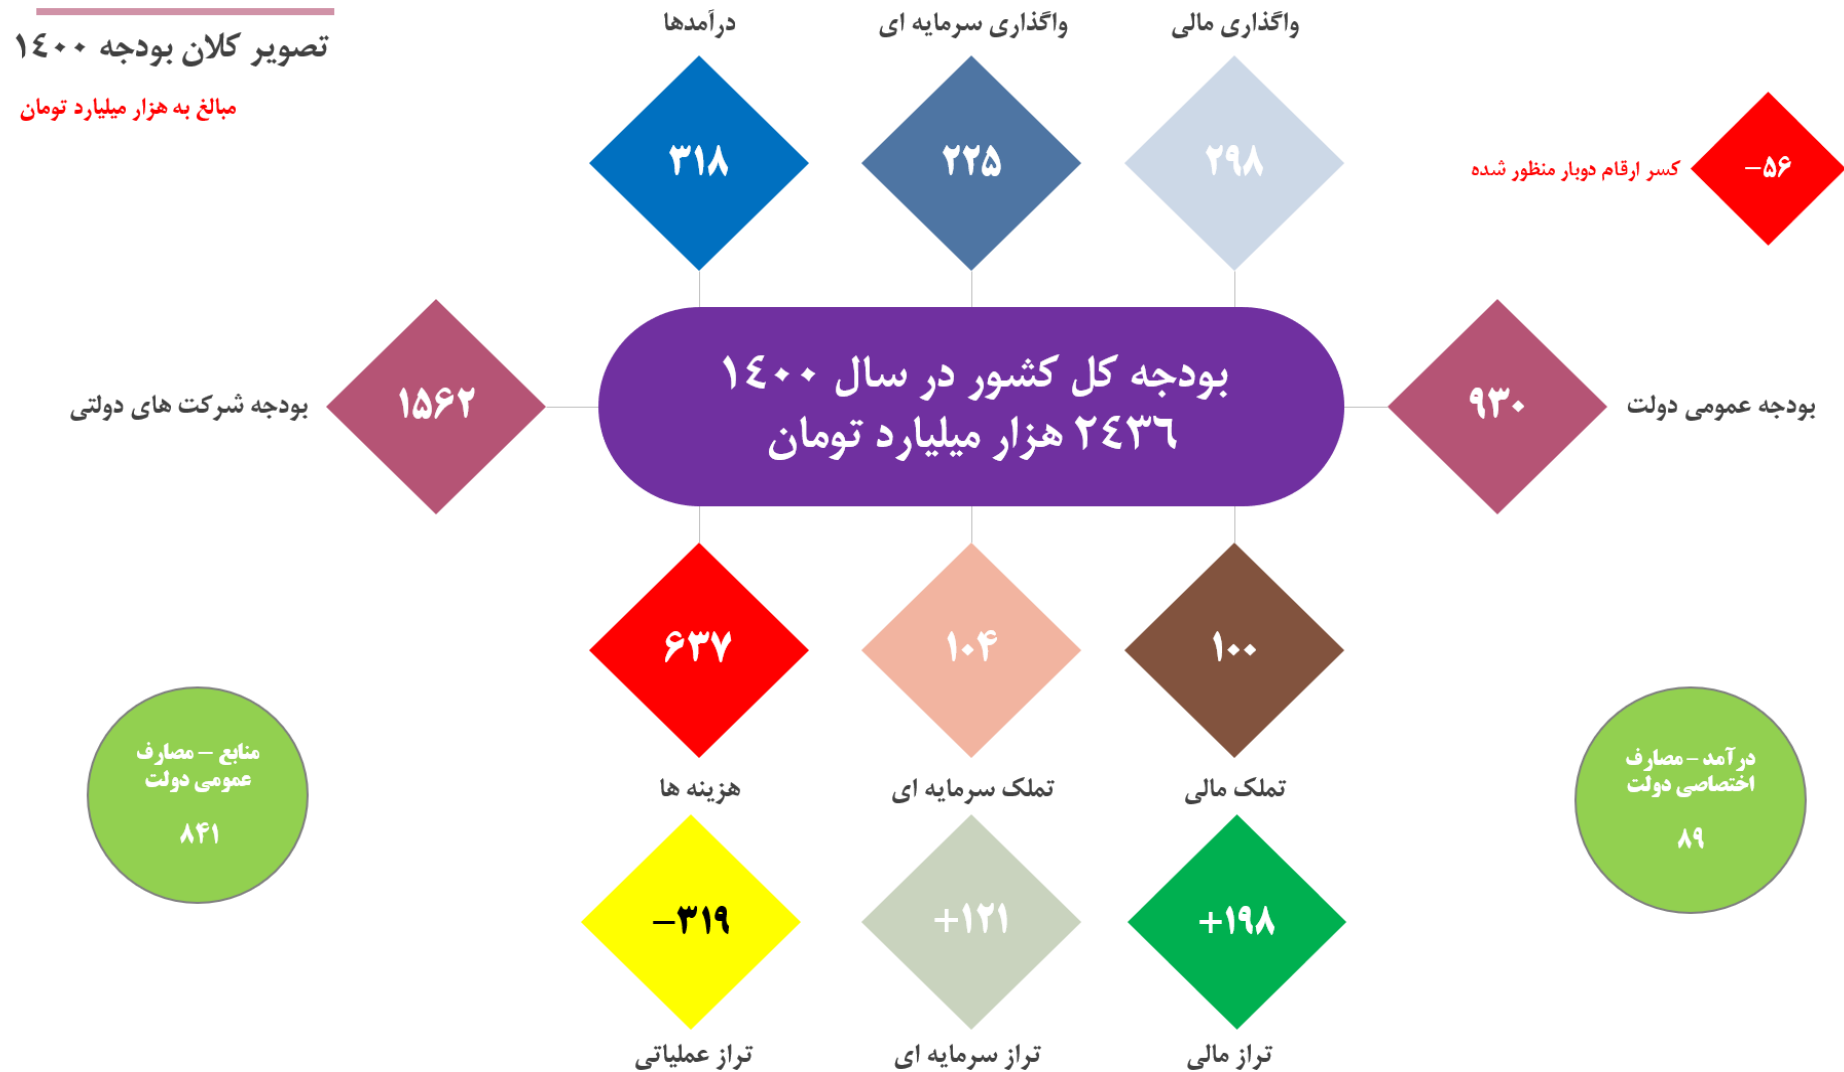 تصویر کلان بودجه ۱٤۰۰
مبالغ به هزار میلیارد تومان
واگذاری مالی
واگذاری سرمایه ای
درآمدها
۲۹۸
۲۲۵
۳۱۸
-۵۶
کسر ارقام دوبار منظور شده
بودجه کل کشور در سال ۱٤۰۰
۲٤۳٦ هزار میلیارد تومان
بودجه عمومی دولت
۹۳۰
۱۵۶۲
بودجه شرکت های دولتی
۱۰۰
۱۰۴
۶۳۷
تملک مالی
تملک سرمایه ای
هزینه ها
درآمد – مصارف
اختصاصی دولت
۸۹
منابع – مصارف
عمومی دولت
۸۴۱
+۱۹۸
+۱۲۱
-۳۱۹
تراز مالی
تراز سرمایه ای
تراز عملیاتی